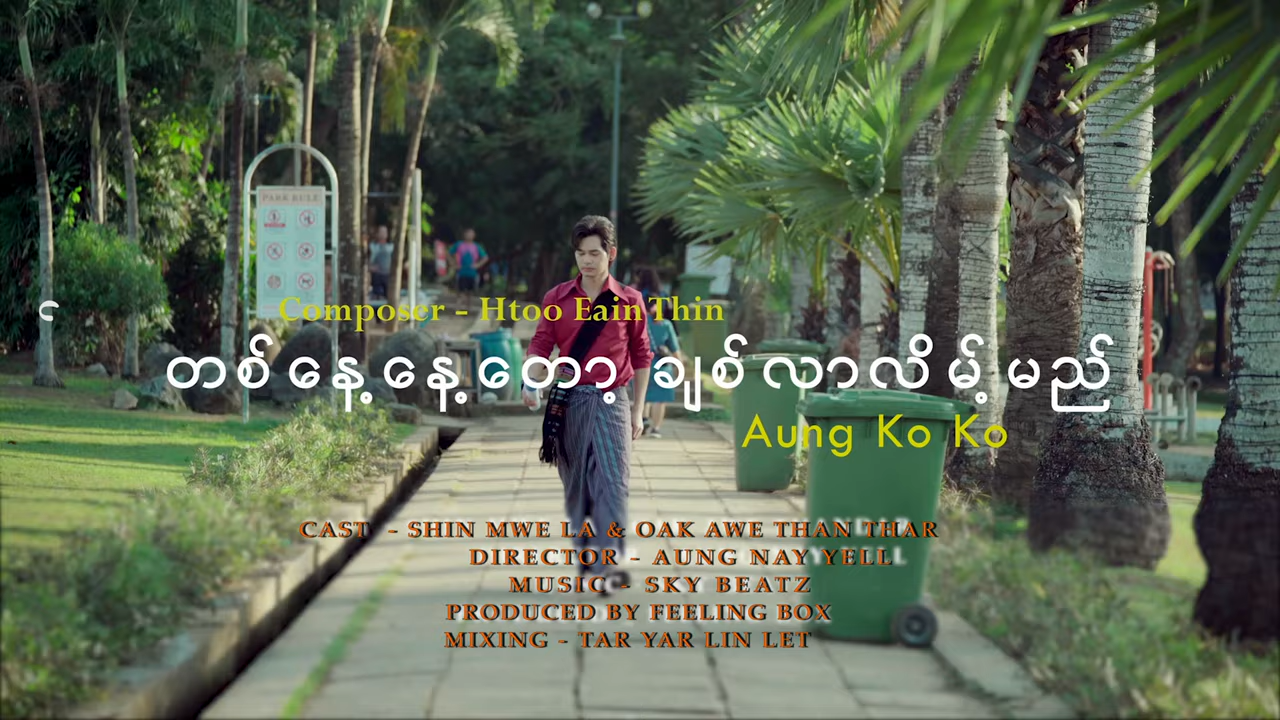 PARK RULE
Composer - Htoo Eain Thin
တစ်နေ့နေ့တော့ ချစ်လာလိမ့်မည်
Aung Ko Ko
CAST - SHIN MWE LA & OAK AWE THAN THAR
DIRECTOR - AUNG NAY YELL
MUSIC - SKY BEATZ
PRODUCED BY FEELING BOX
MIXING - TAR YAR LIN LET